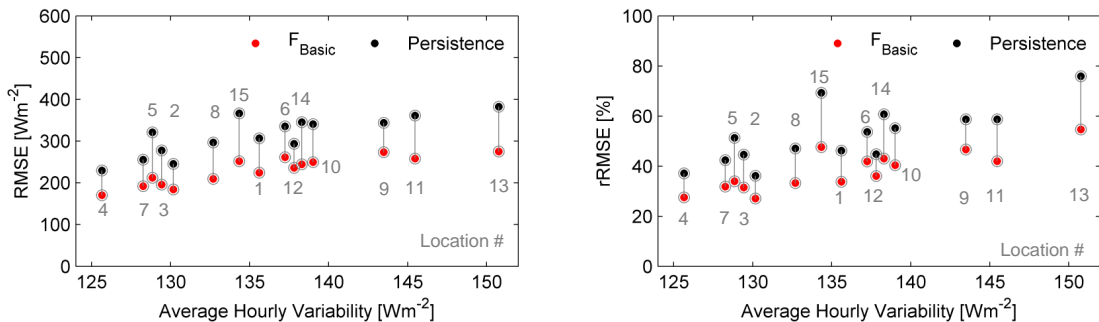 600
500
400
300
200
100
0
RMSE [Wm-2]
F Basic
Persistence
5 2 8 15 6 14
4 7 3 1 12 10 9 11 13
Location #
125 130 135 140 145 150
Average Hourly Variability [Wm-2]
100
80
60
40
20
0
rRMSE [%]
F Basic
Persistence
5 2 8 15 6 14
4 7 3 1 12 10 9 11 13
Location #
125 130 135 140 145 150
Average Hourly Variability [Wm-2]